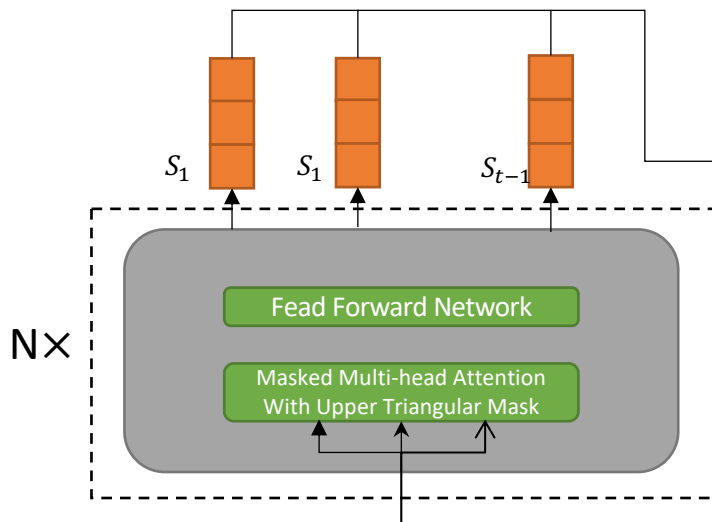 S₁ S₁ Sₜ₋₁
Fead Forward Network
N×
Masked Multi-head Attention
With Upper Triangular Mask